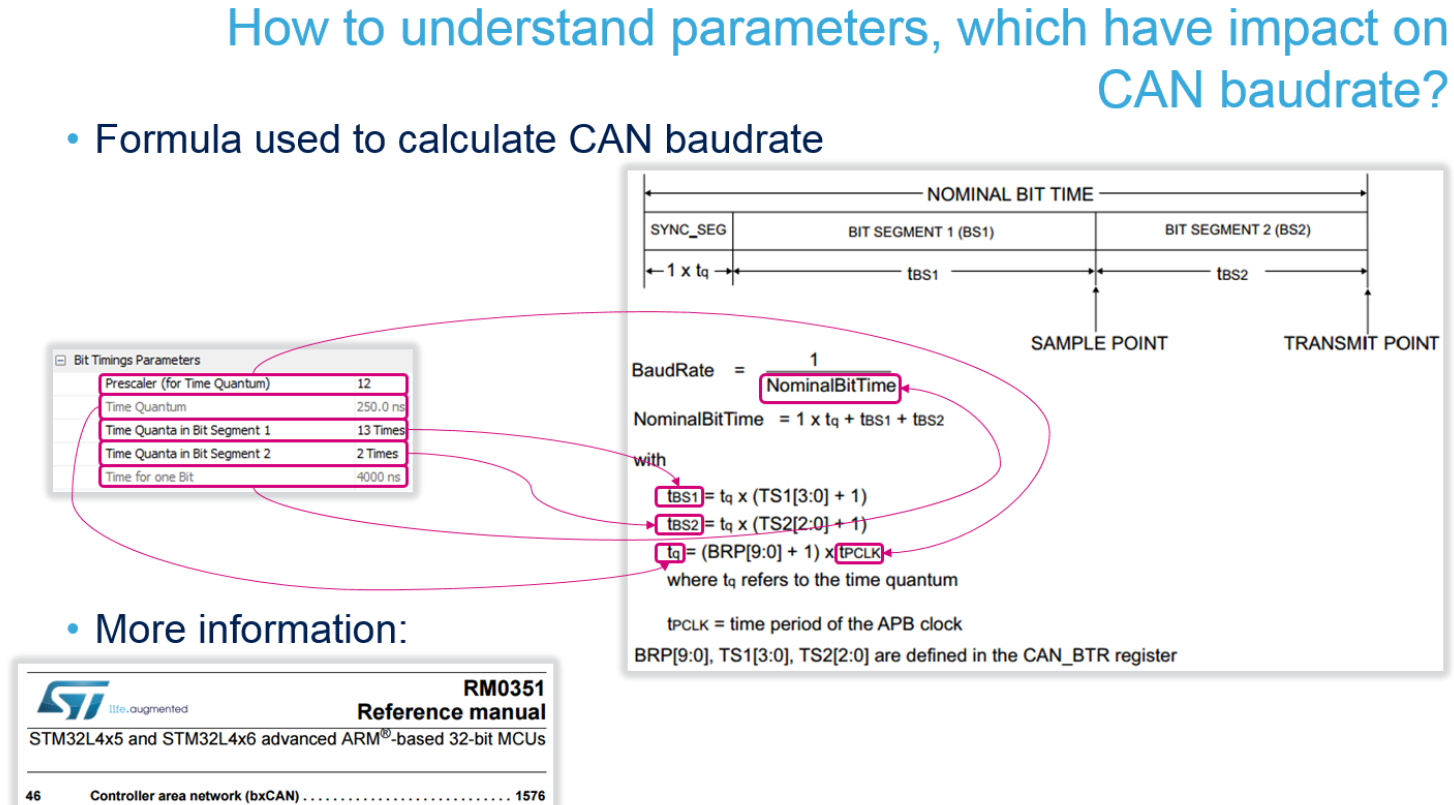 How to understand parameters, which have impact on
CAN baudrate?
• Formula used to calculate CAN baudrate
NOMINAL BIT TIME
SYNC_SEG BIT SEGMENT 1 (BS1) BIT SEGMENT 2 (BS2)
1 x tq tBS1 tBS2
SAMPLE POINT TRANSMIT POINT
Bit Timings Parameters
Prescaler (for Time Quantum) 12
Time Quantum 250.0 ns
Time Quanta in Bit Segment 1 13 Times
Time Quanta in Bit Segment 2 2 Times
Time for one Bit 4000 ns
BaudRate = 1
NominalBitTime
NominalBitTime = 1 x tq + tBS1 + tBS2
with
tBS1 = tq x (TS1[3:0] + 1)
tBS2 = tq x (TS2[2:0] + 1)
tq = (BRP[9:0] + 1) x tPCLK
where tq refers to the time quantum
tPCLK = time period of the APB clock
BRP[9:0], TS1[3:0], TS2[2:0] are defined in the CAN_BTR register
• More information:
ST life.augmented
RM0351
Reference manual
STM32L4x5 and STM32L4x6 advanced ARM®-based 32-bit MCUs
46 Controller area network (bxCAN) . . . . . . . . . . . . . . . . . . . . . . . . . . . . 1576